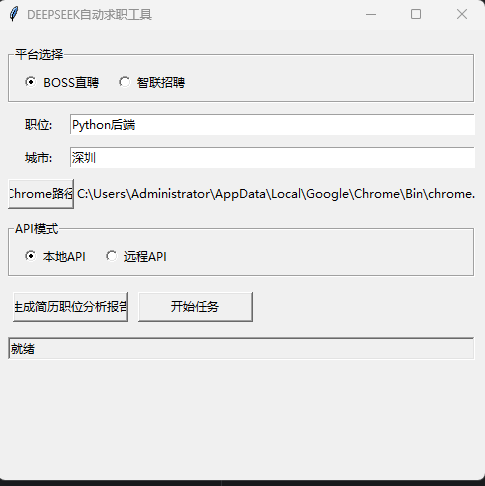 DEEPSEEK自动求职工具
平台选择
BOSS直聘 智联招聘
职位: Python后端
城市: 深圳
Chrome路径 C:\Users\Administrator\AppData\Local\Google\Chrome\Bin\chrome.
API模式
本地API 远程API
生成简历职位分析报告 开始任务
就绪